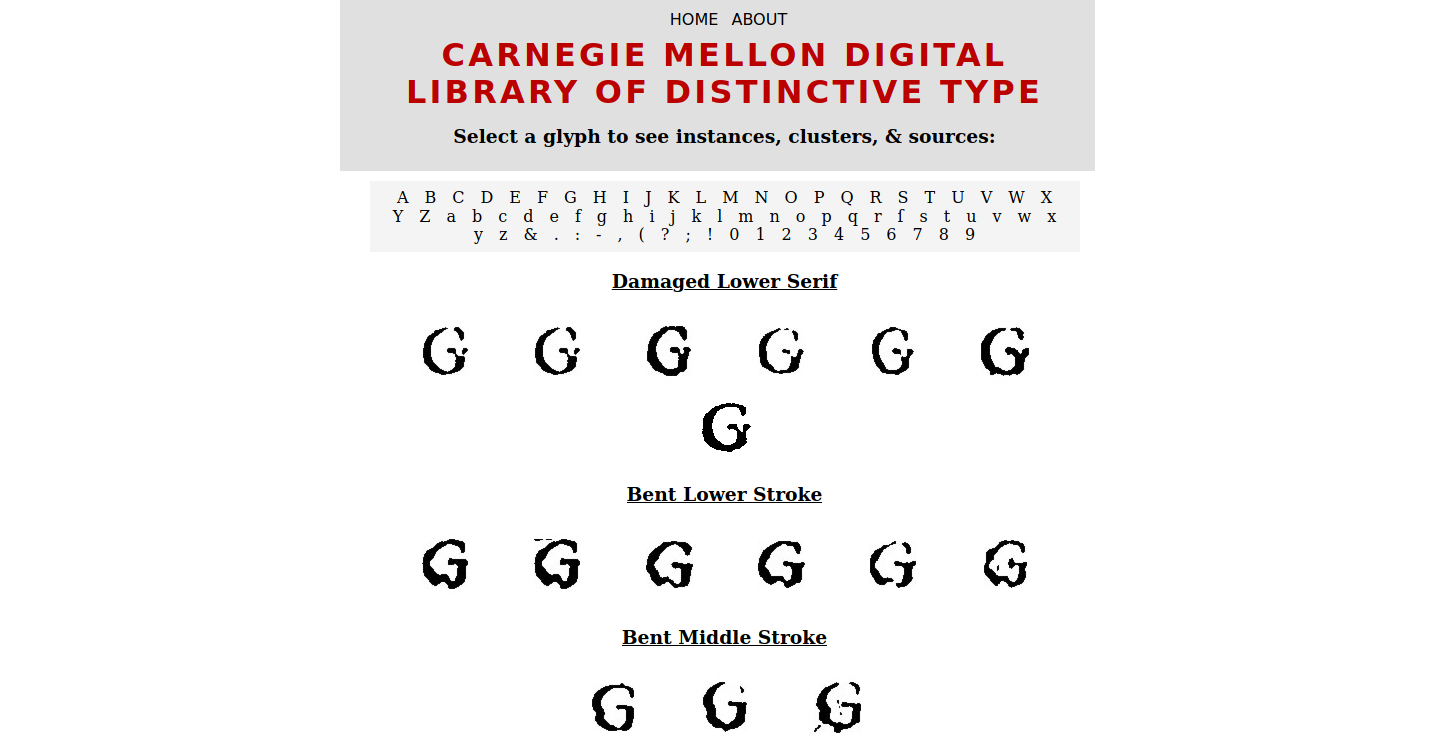 HOME ABOUT
CARNEGIE MELLON DIGITAL
LIBRARY OF DISTINCTIVE TYPE
Select a glyph to see instances, clusters, & sources:
A B C D E F G H I J K L M N O P Q R S T U V W X
Y Z a b c d e f g h i j k l m n o p q r ſ s t u v w x
y z & . : - , ( ? ; ! 0 1 2 3 4 5 6 7 8 9
Damaged Lower Serif
G G G G G G
G
Bent Lower Stroke
G G G G G G
Bent Middle Stroke
G G G